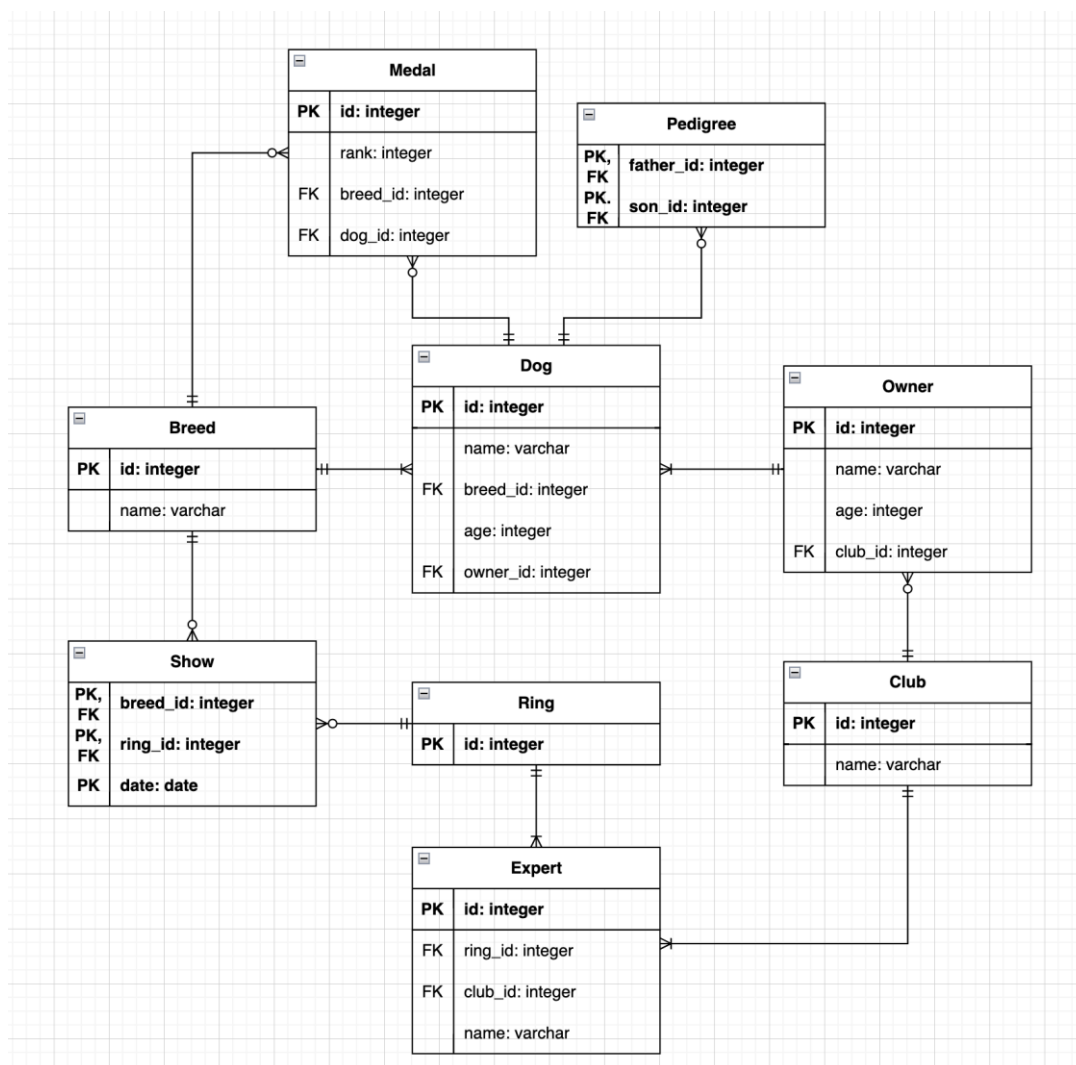 Medal
PK id: integer
rank: integer
FK breed_id: integer
FK dog_id: integer
Pedigree
PK, FK father_id: integer
PK. FK son_id: integer
Dog
PK id: integer
name: varchar
FK breed_id: integer
age: integer
FK owner_id: integer
Owner
PK id: integer
name: varchar
age: integer
FK club_id: integer
Breed
PK id: integer
name: varchar
Show
PK, FK breed_id: integer
PK, FK ring_id: integer
PK date: date
Ring
PK id: integer
Club
PK id: integer
name: varchar
Expert
PK id: integer
FK ring_id: integer
FK club_id: integer
name: varchar